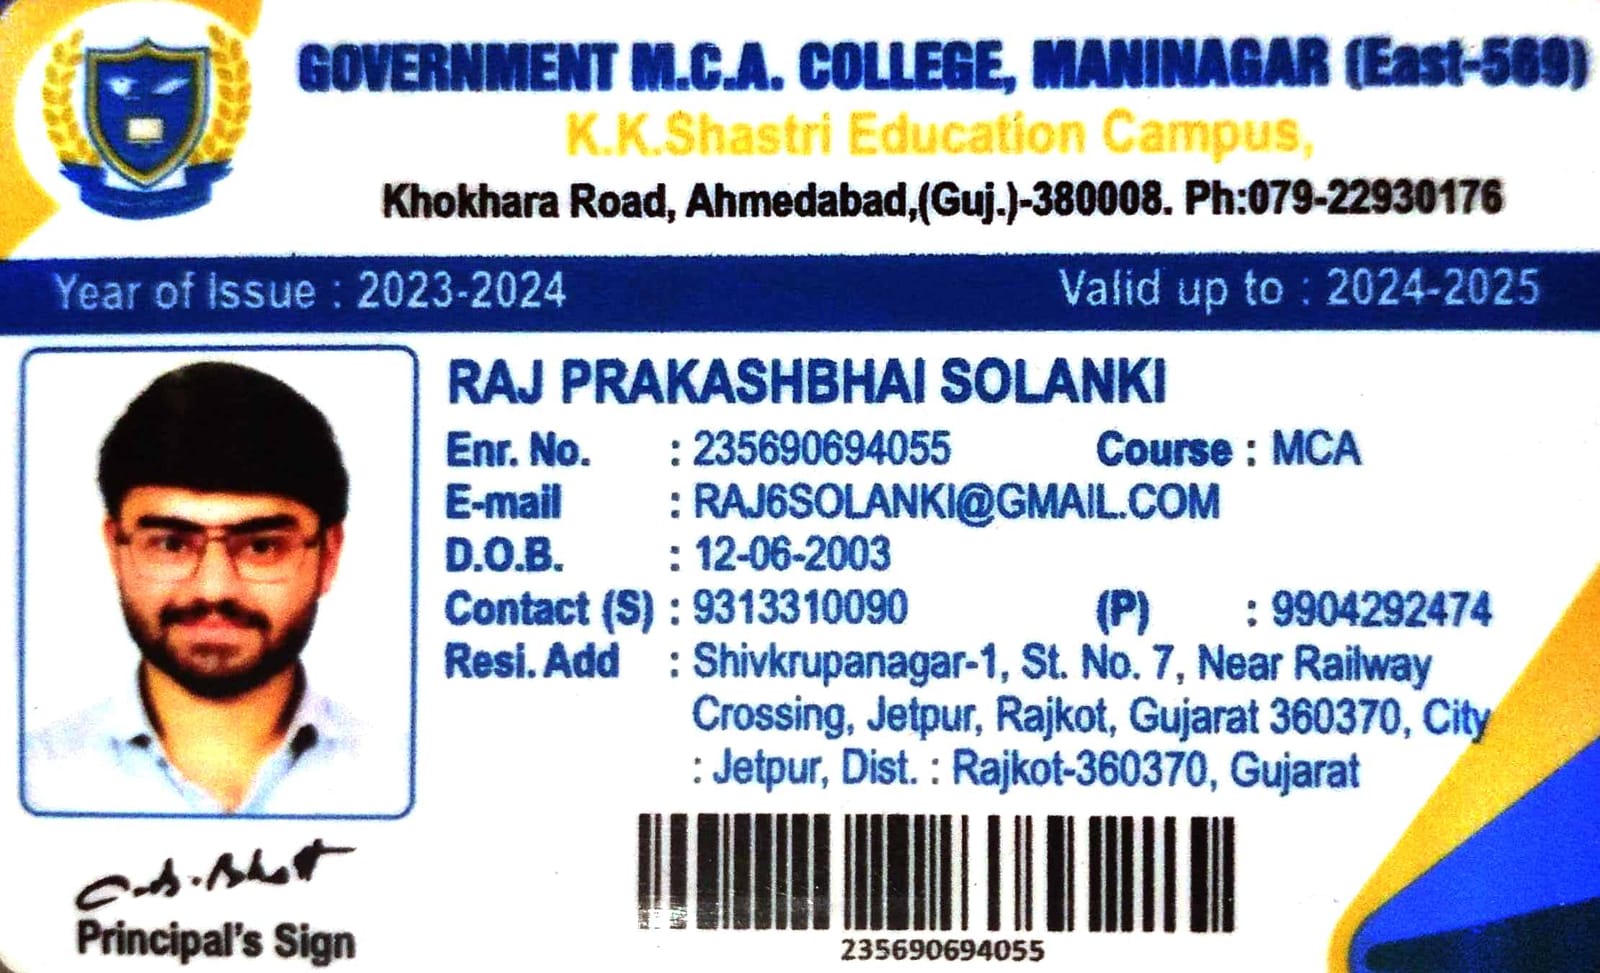 GOVERNMENT M.C.A. COLLEGE, MANINAGAR (East-569)
K.K.Shastri Education Campus,
Khokhara Road, Ahmedabad,(Guj.)-380008. Ph:079-22930176
Year of Issue : 2023-2024 Valid up to : 2024-2025
RAJ PRAKASHBHAI SOLANKI
Enr. No. : 235690694055 Course : MCA
E-mail : RAJ6SOLANKI@GMAIL.COM
D.O.B. : 12-06-2003
Contact (S) : 9313310090 (P) : 9904292474
Resi. Add : Shivkrupanagar-1, St. No. 7, Near Railway
Crossing, Jetpur, Rajkot, Gujarat 360370, City
: Jetpur, Dist. : Rajkot-360370, Gujarat
Principal's Sign
235690694055